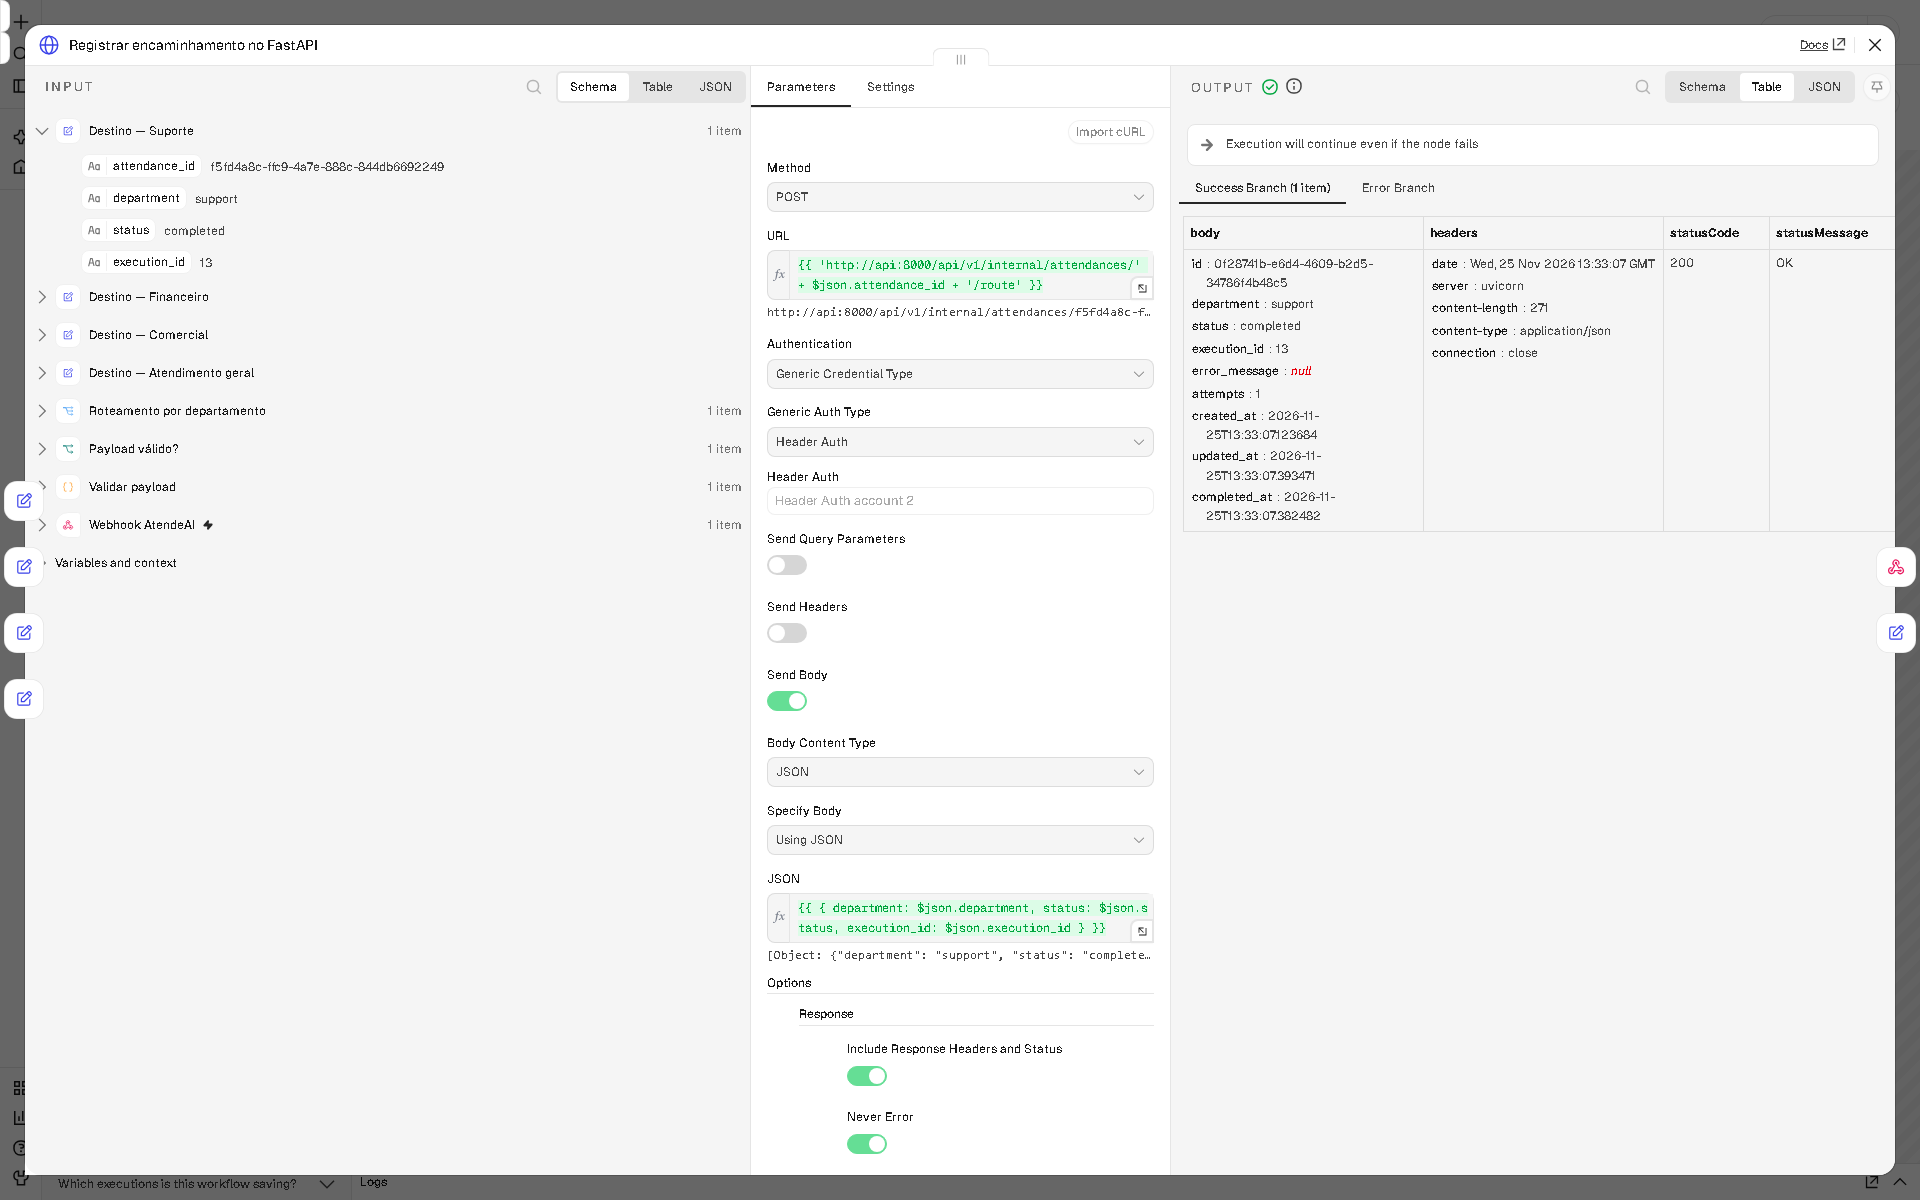 Registrar encaminhamento no FastAPI
Docs
INPUT
Schema
Table
JSON
Destino — Suporte
1 item
Aa attendance_id f5fd4a8c-ffc9-4a7e-888c-844db6692249
Aa department support
Aa status completed
Aa execution_id 13
Destino — Financeiro
Destino — Comercial
Destino — Atendimento geral
Roteamento por departamento
1 item
Payload válido?
1 item
Validar payload
1 item
Webhook AtendeAI
1 item
Variables and context
Parameters
Settings
Import cURL
Method
POST
URL
fx
{{ 'http://api:8000/api/v1/internal/attendances/'
+ $json.attendance_id + '/route' }}
http://api:8000/api/v1/internal/attendances/f5fd4a8c-f…
Authentication
Generic Credential Type
Generic Auth Type
Header Auth
Header Auth
Header Auth account 2
Send Query Parameters
Send Headers
Send Body
Body Content Type
JSON
Specify Body
Using JSON
JSON
fx
{{ { department: $json.department, status: $json.s
tatus, execution_id: $json.execution_id } }}
[Object: {"department": "support", "status": "complete…
Options
Response
Include Response Headers and Status
Never Error
OUTPUT
Schema
Table
JSON
Execution will continue even if the node fails
Success Branch (1 item)
Error Branch
body
headers
statusCode
statusMessage
id : 0f28741b-e6d4-4609-b2d5-
34786f4b48c5
department : support
status : completed
execution_id : 13
error_message : null
attempts : 1
created_at : 2026-11-
25T13:33:07.123684
updated_at : 2026-11-
25T13:33:07.393471
completed_at : 2026-11-
25T13:33:07.382482
date : Wed, 25 Nov 2026 13:33:07 GMT
server : uvicorn
content-length : 271
content-type : application/json
connection : close
200
OK
Which executions is this workflow saving?
Logs